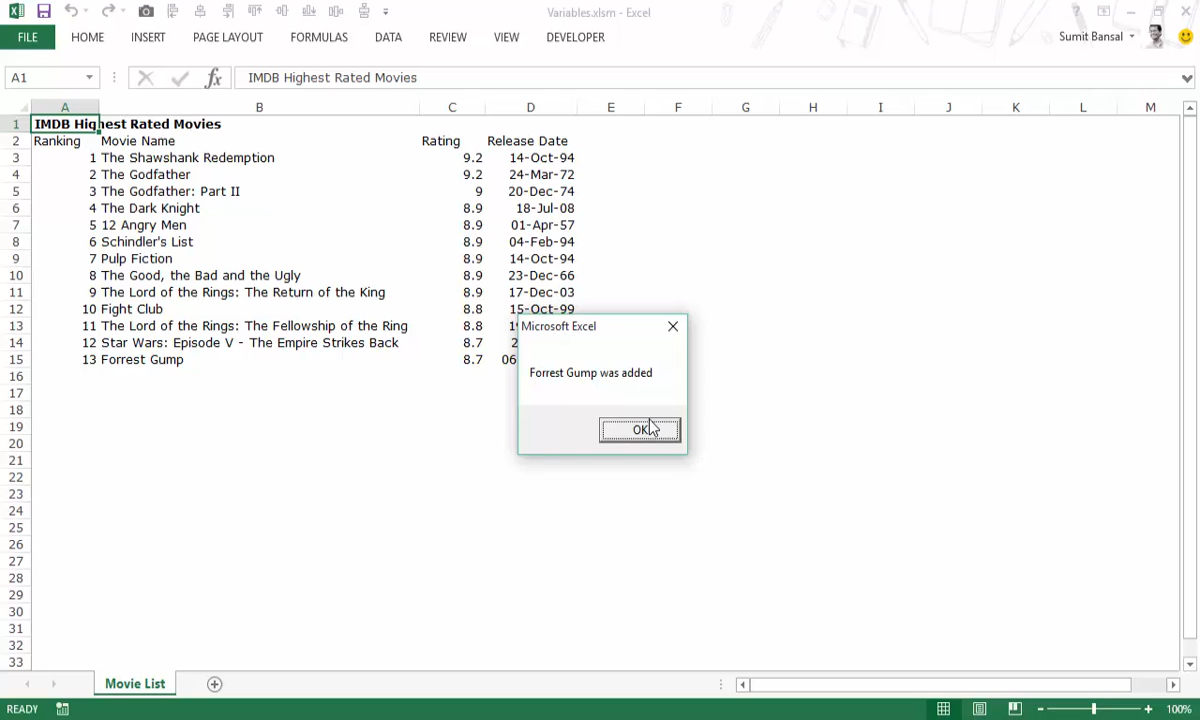 Variables.xlsm - Excel
FILE HOME INSERT PAGE LAYOUT FORMULAS DATA REVIEW VIEW DEVELOPER Sumit Bansal
A1 fx IMDB Highest Rated Movies
A B C D E F G H I J K L M
1 IMDB Highest Rated Movies
2 Ranking Movie Name Rating Release Date
3 1 The Shawshank Redemption 9.2 14-Oct-94
4 2 The Godfather 9.2 24-Mar-72
5 3 The Godfather: Part II 9 20-Dec-74
6 4 The Dark Knight 8.9 18-Jul-08
7 5 12 Angry Men 8.9 01-Apr-57
8 6 Schindler's List 8.9 04-Feb-94
9 7 Pulp Fiction 8.9 14-Oct-94
10 8 The Good, the Bad and the Ugly 8.9 23-Dec-66
11 9 The Lord of the Rings: The Return of the King 8.9 17-Dec-03
12 10 Fight Club 8.8 15-Oct-99
13 11 The Lord of the Rings: The Fellowship of the Ring 8.8
14 12 Star Wars: Episode V - The Empire Strikes Back 8.7 2
15 13 Forrest Gump 8.7 06
Microsoft Excel
Forrest Gump was added
OK
16
17
18
19
20
21
22
23
24
25
26
27
28
29
30
31
32
33
Movie List
READY 100%